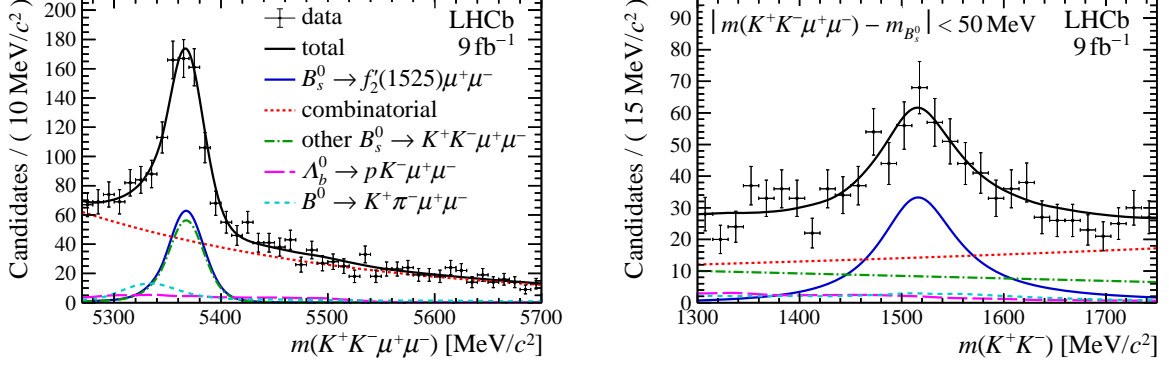 Candidates / ( 10 MeV/c² )
200
180
160
140
120
100
80
60
40
20
0
LHCb
9 fb⁻¹
data
total
B⁰ₛ → f′₂(1525)μ⁺μ⁻
combinatorial
other B⁰ₛ → K⁺K⁻μ⁺μ⁻
Λ⁰_b → pK⁻μ⁺μ⁻
B⁰ → K⁺π⁻μ⁺μ⁻
5300 5400 5500 5600 5700
m(K⁺K⁻μ⁺μ⁻) [MeV/c²]
Candidates / ( 15 MeV/c² )
90
80
70
60
50
40
30
20
10
0
|m(K⁺K⁻μ⁺μ⁻) − m_{B⁰ₛ}| < 50 MeV
LHCb
9 fb⁻¹
1300 1400 1500 1600 1700
m(K⁺K⁻) [MeV/c²]